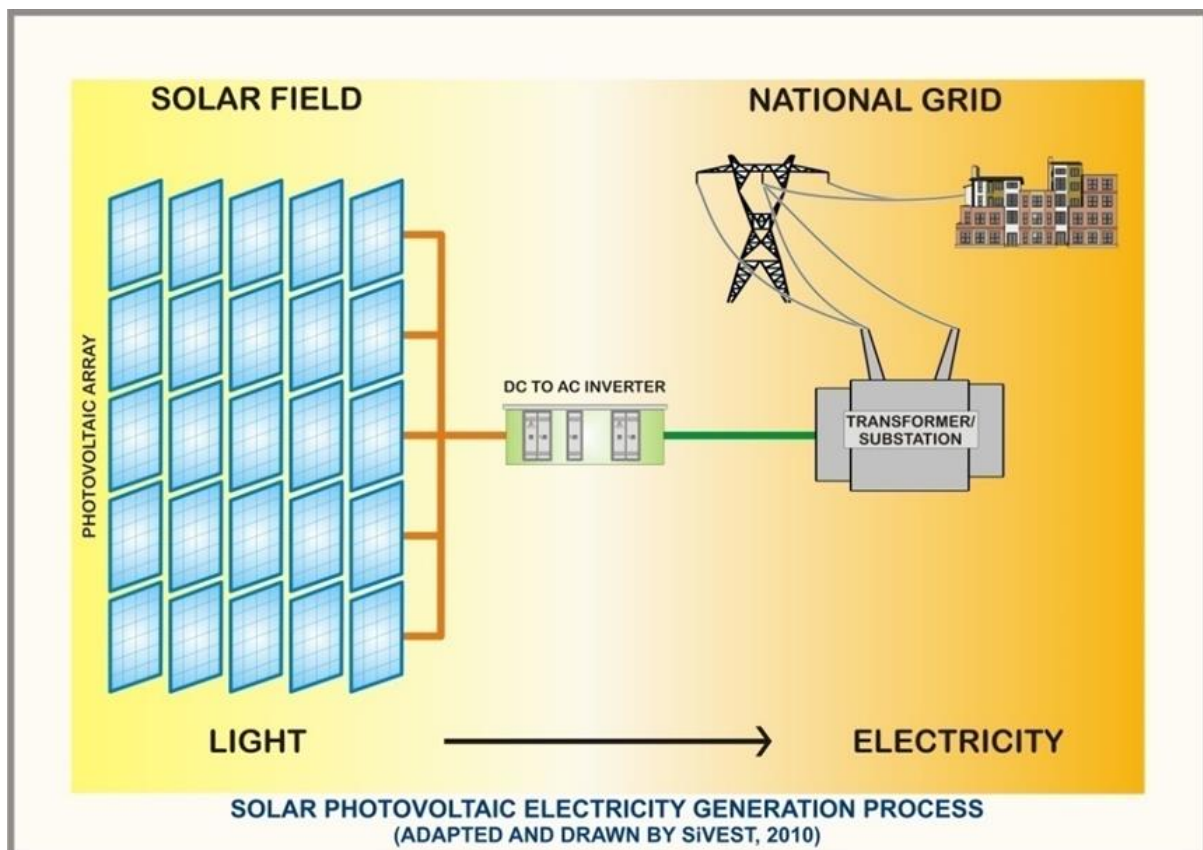 SOLAR FIELD
NATIONAL GRID
PHOTOVOLTAIC ARRAY
DC TO AC INVERTER
TRANSFORMER/
SUBSTATION
LIGHT
ELECTRICITY
SOLAR PHOTOVOLTAIC ELECTRICITY GENERATION PROCESS
(ADAPTED AND DRAWN BY SiVEST, 2010)